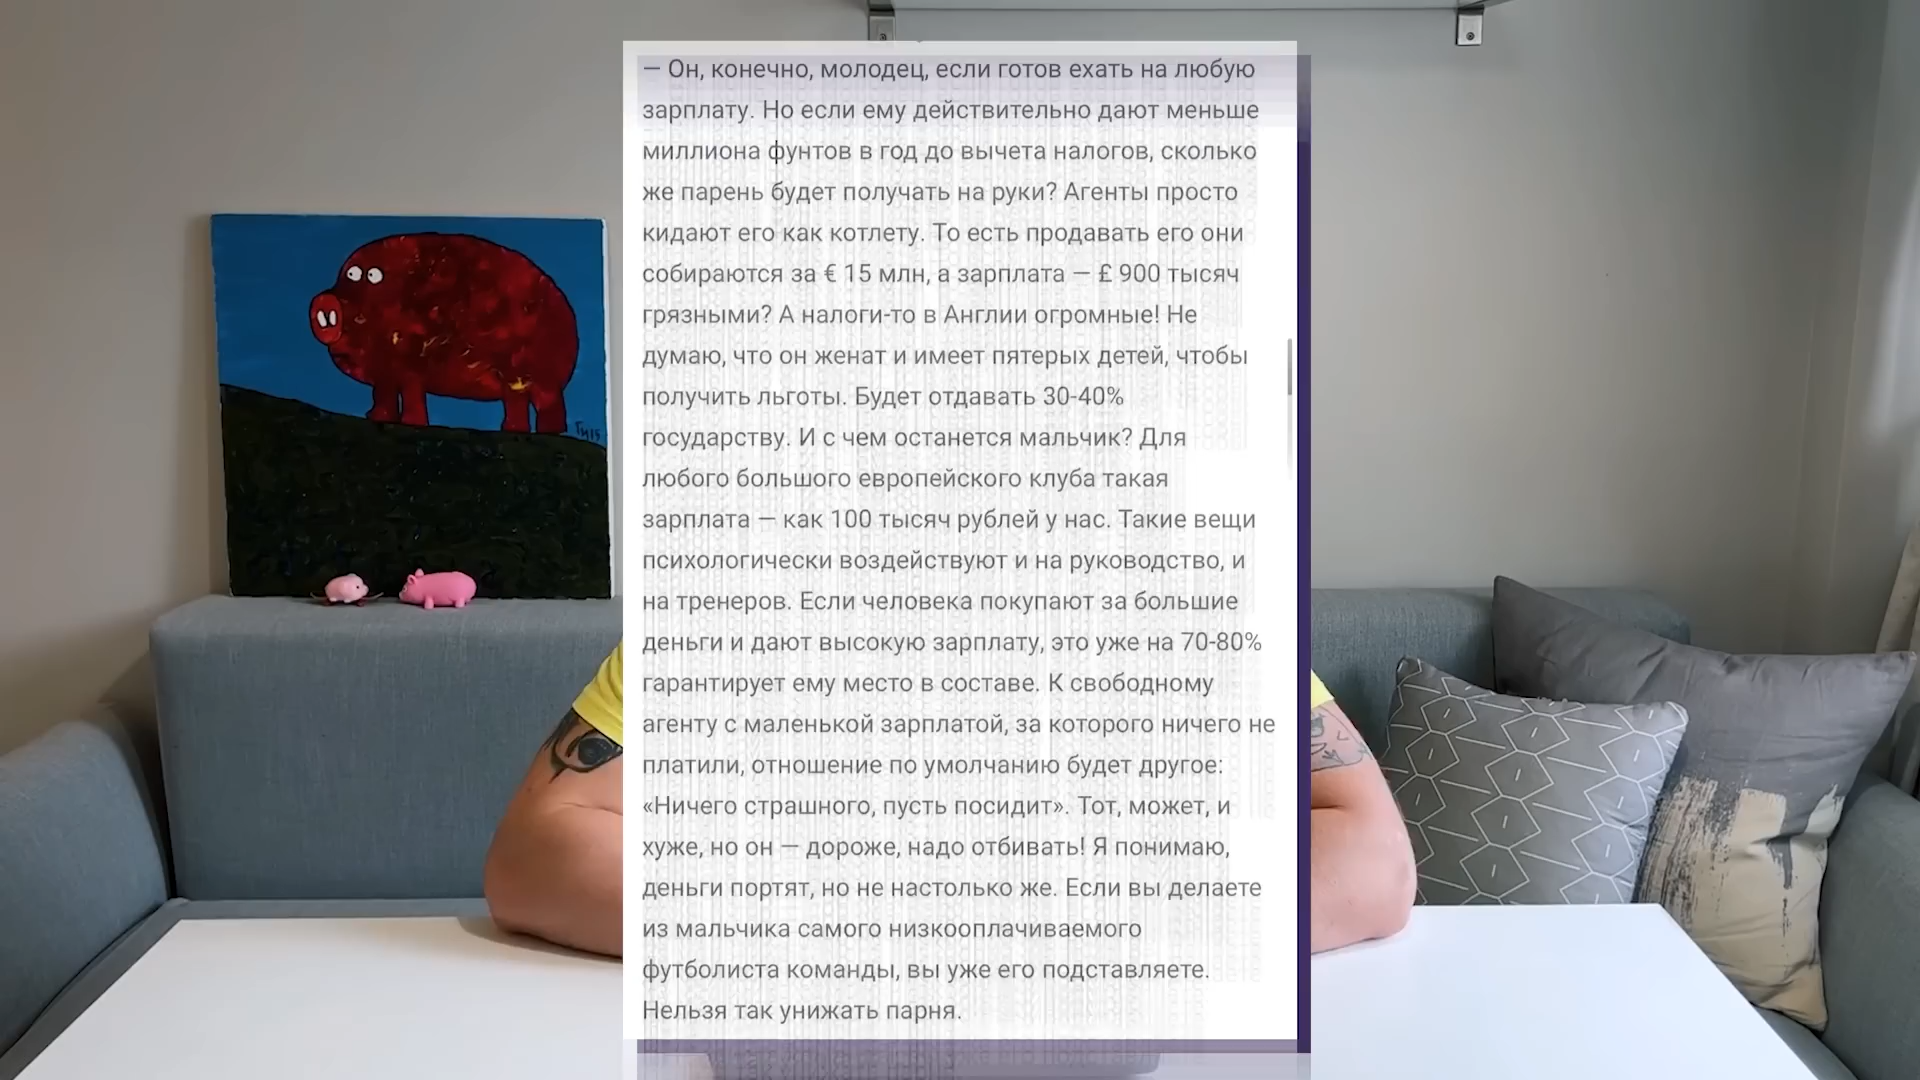 — Он, конечно, молодец, если готов ехать на любую
зарплату. Но если ему действительно дают меньше
миллиона фунтов в год до вычета налогов, сколько
же парень будет получать на руки? Агенты просто
кидают его как котлету. То есть продавать его они
собираются за € 15 млн, а зарплата — £ 900 тысяч
грязными? А налоги-то в Англии огромные! Не
думаю, что он женат и имеет пятерых детей, чтобы
получить льготы. Будет отдавать 30-40%
государству. И с чем останется мальчик? Для
любого большого европейского клуба такая
зарплата — как 100 тысяч рублей у нас. Такие вещи
психологически воздействуют и на руководство, и
на тренеров. Если человека покупают за большие
деньги и дают высокую зарплату, это уже на 70-80%
гарантирует ему место в составе. К свободному
агенту с маленькой зарплатой, за которого ничего не
платили, отношение по умолчанию будет другое:
«Ничего страшного, пусть посидит». Тот, может, и
хуже, но он — дороже, надо отбивать! Я понимаю,
деньги портят, но не настолько же. Если вы делаете
из мальчика самого низкооплачиваемого
футболиста команды, вы уже его подставляете.
Нельзя так унижать парня.